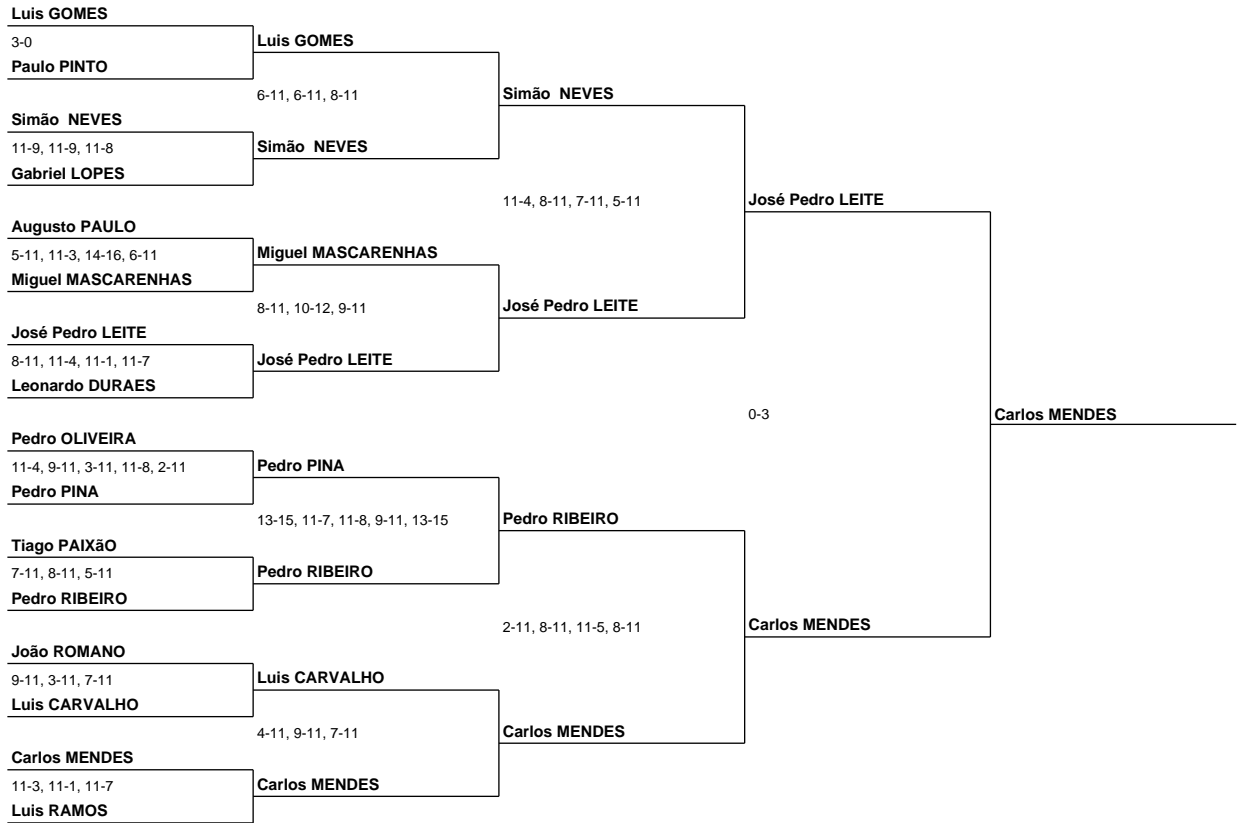 Luis GOMES
3-0
Paulo PINTO
Simão  NEVES
11-9, 11-9, 11-8
Gabriel LOPES
Augusto PAULO
5-11, 11-3, 14-16, 6-11
Miguel MASCARENHAS
José Pedro LEITE
8-11, 11-4, 11-1, 11-7
Leonardo DURAES
Pedro OLIVEIRA
11-4, 9-11, 3-11, 11-8, 2-11
Pedro PINA
Tiago PAIXãO
7-11, 8-11, 5-11
Pedro RIBEIRO
João ROMANO
9-11, 3-11, 7-11
Luis CARVALHO
Carlos MENDES
11-3, 11-1, 11-7
Luis RAMOS
Luis GOMES
6-11, 6-11, 8-11
Simão  NEVES
Miguel MASCARENHAS
8-11, 10-12, 9-11
José Pedro LEITE
Pedro PINA
13-15, 11-7, 11-8, 9-11, 13-15
Pedro RIBEIRO
Luis CARVALHO
4-11, 9-11, 7-11
Carlos MENDES
Simão  NEVES
11-4, 8-11, 7-11, 5-11
José Pedro LEITE
Pedro RIBEIRO
2-11, 8-11, 11-5, 8-11
Carlos MENDES
José Pedro LEITE
0-3
Carlos MENDES
Carlos MENDES